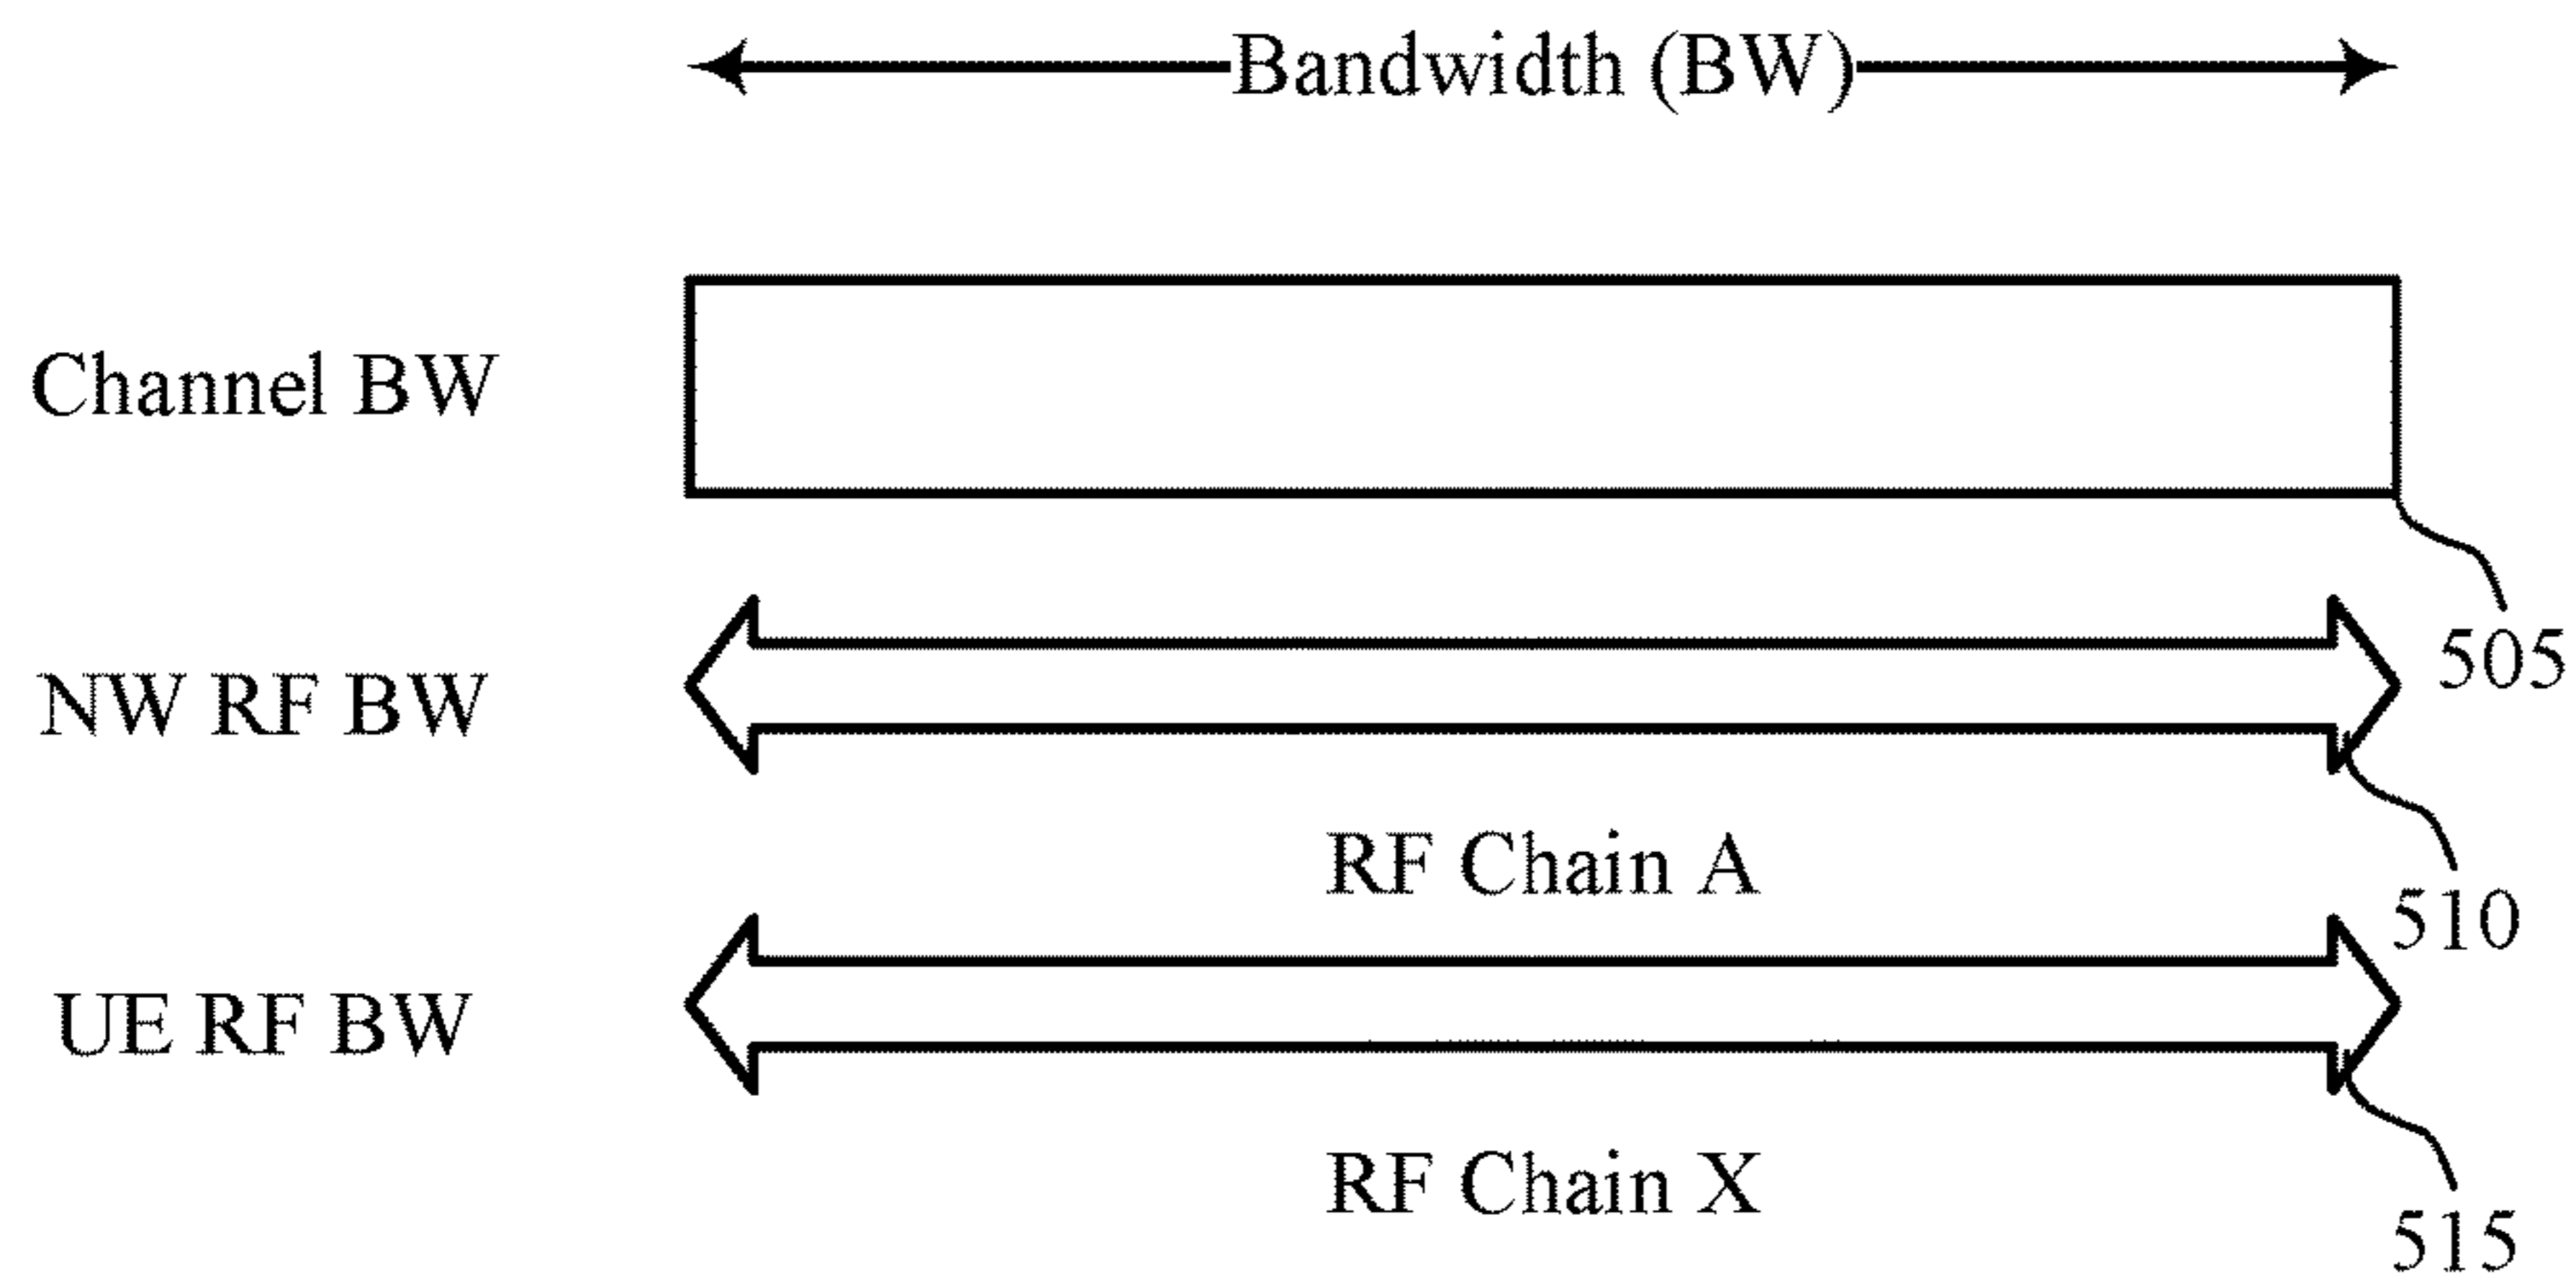 Bandwidth (BW)
Channel BW
505
NW RF BW
510
RF Chain A
UE RF BW
515
RF Chain X